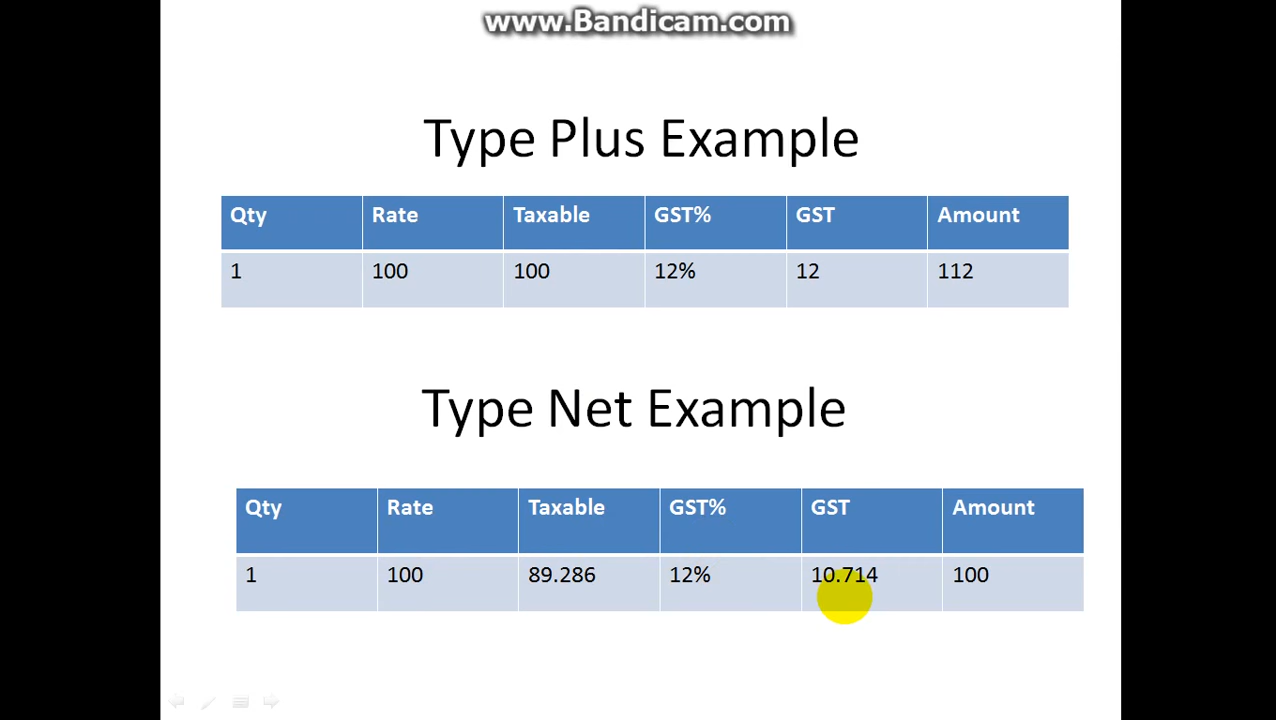 www.Bandicam.com
Type Plus Example
Qty Rate Taxable GST% GST Amount
1 100 100 12% 12 112
Type Net Example
Qty Rate Taxable GST% GST Amount
1 100 89.286 12% 10.714 100